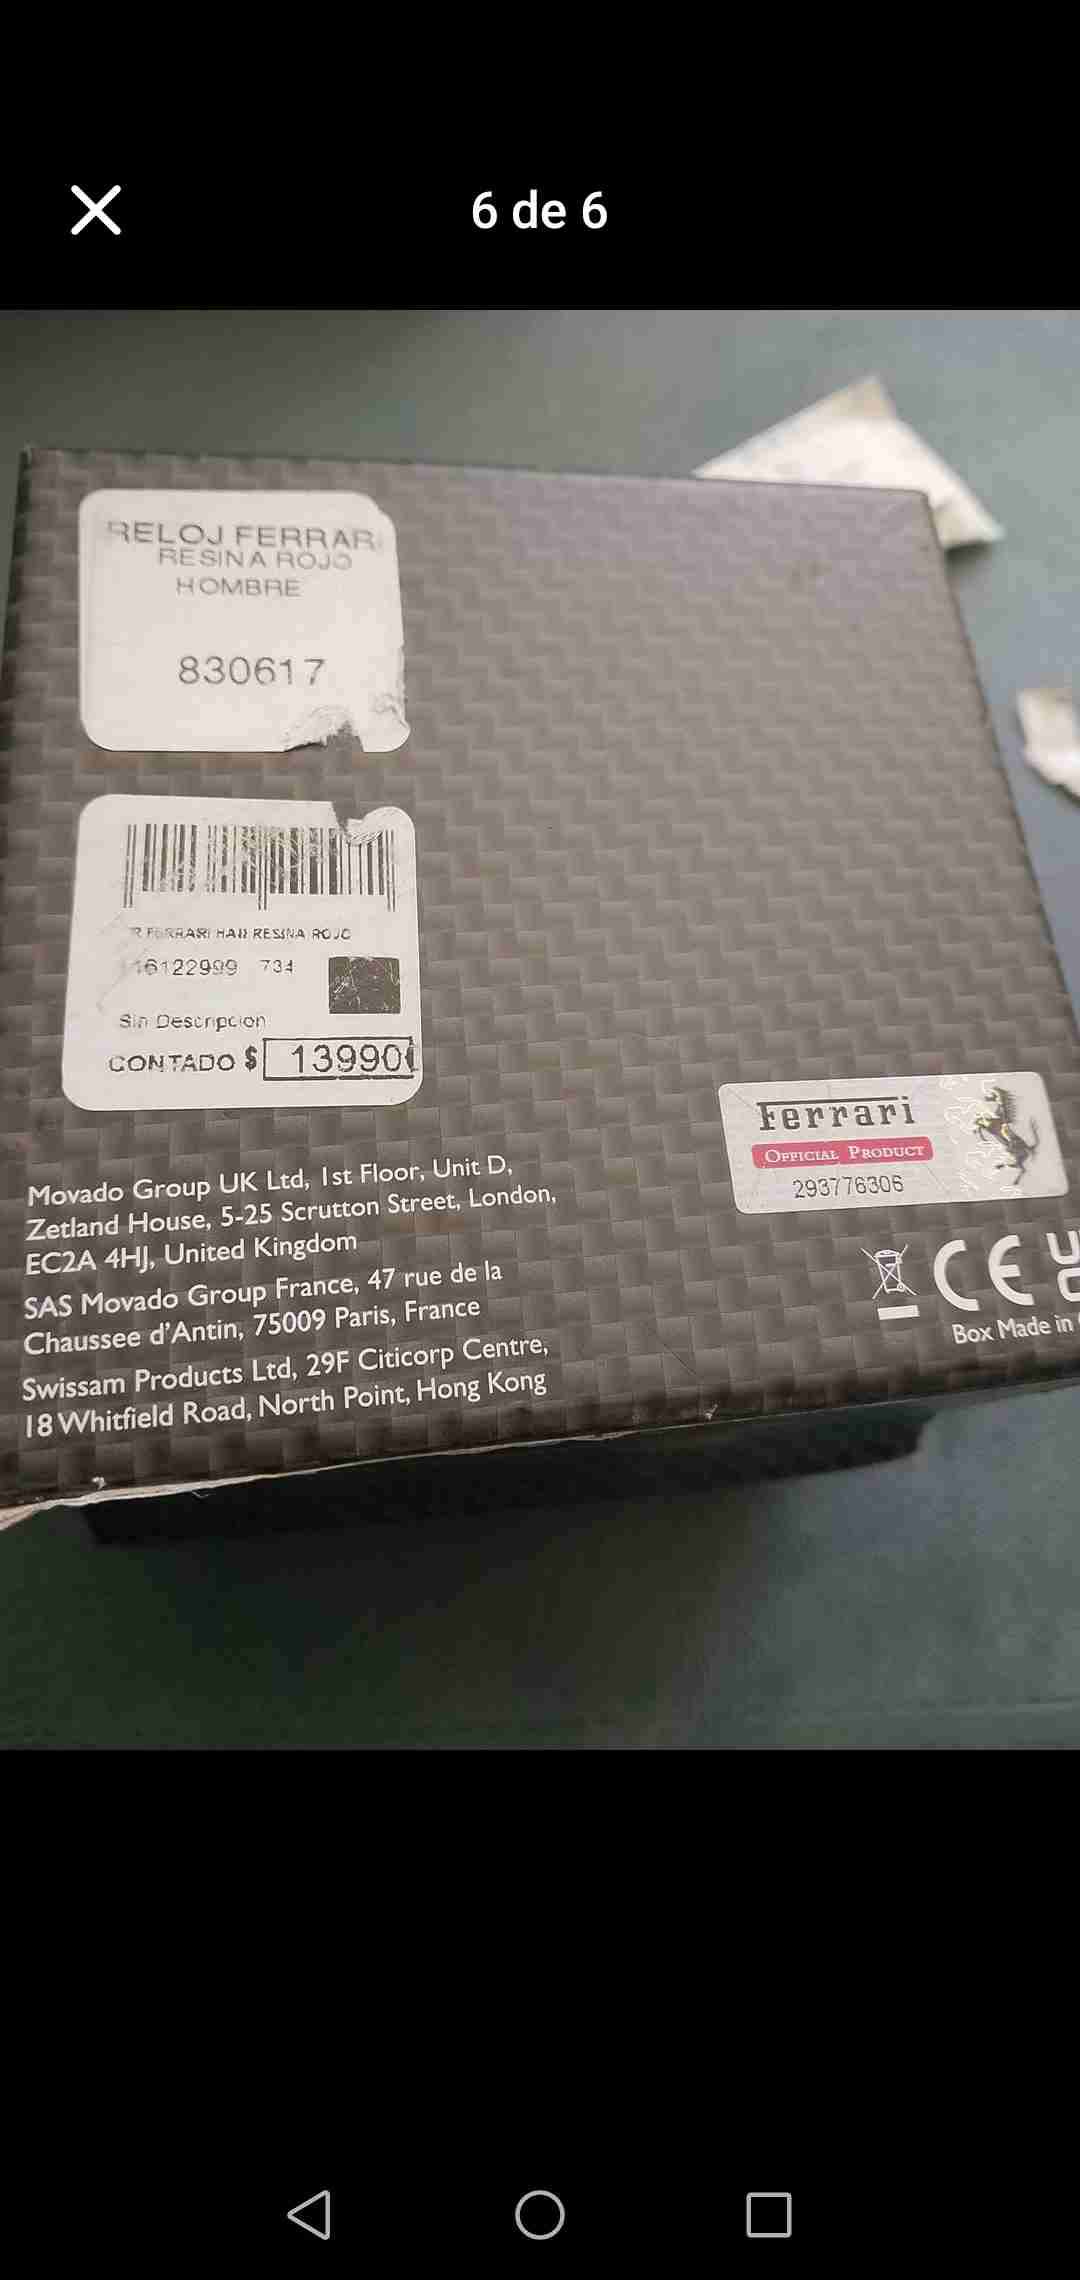 6 de 6
RELOJ FERRARI
RESINA ROJO
HOMBRE
830617
FERRARI HAII RESINA ROJO
16122999 734
Sin Descripcion
CONTADO $ 13990
Ferrari
OFFICIAL PRODUCT
293776306
Movado Group UK Ltd, 1st Floor, Unit D,
Zetland House, 5-25 Scrutton Street, London,
EC2A 4HJ, United Kingdom
SAS Movado Group France, 47 rue de la
Chaussee d'Antin, 75009 Paris, France
Swissam Products Ltd, 29F Citicorp Centre,
18 Whitfield Road, North Point, Hong Kong
CE
Box Made in